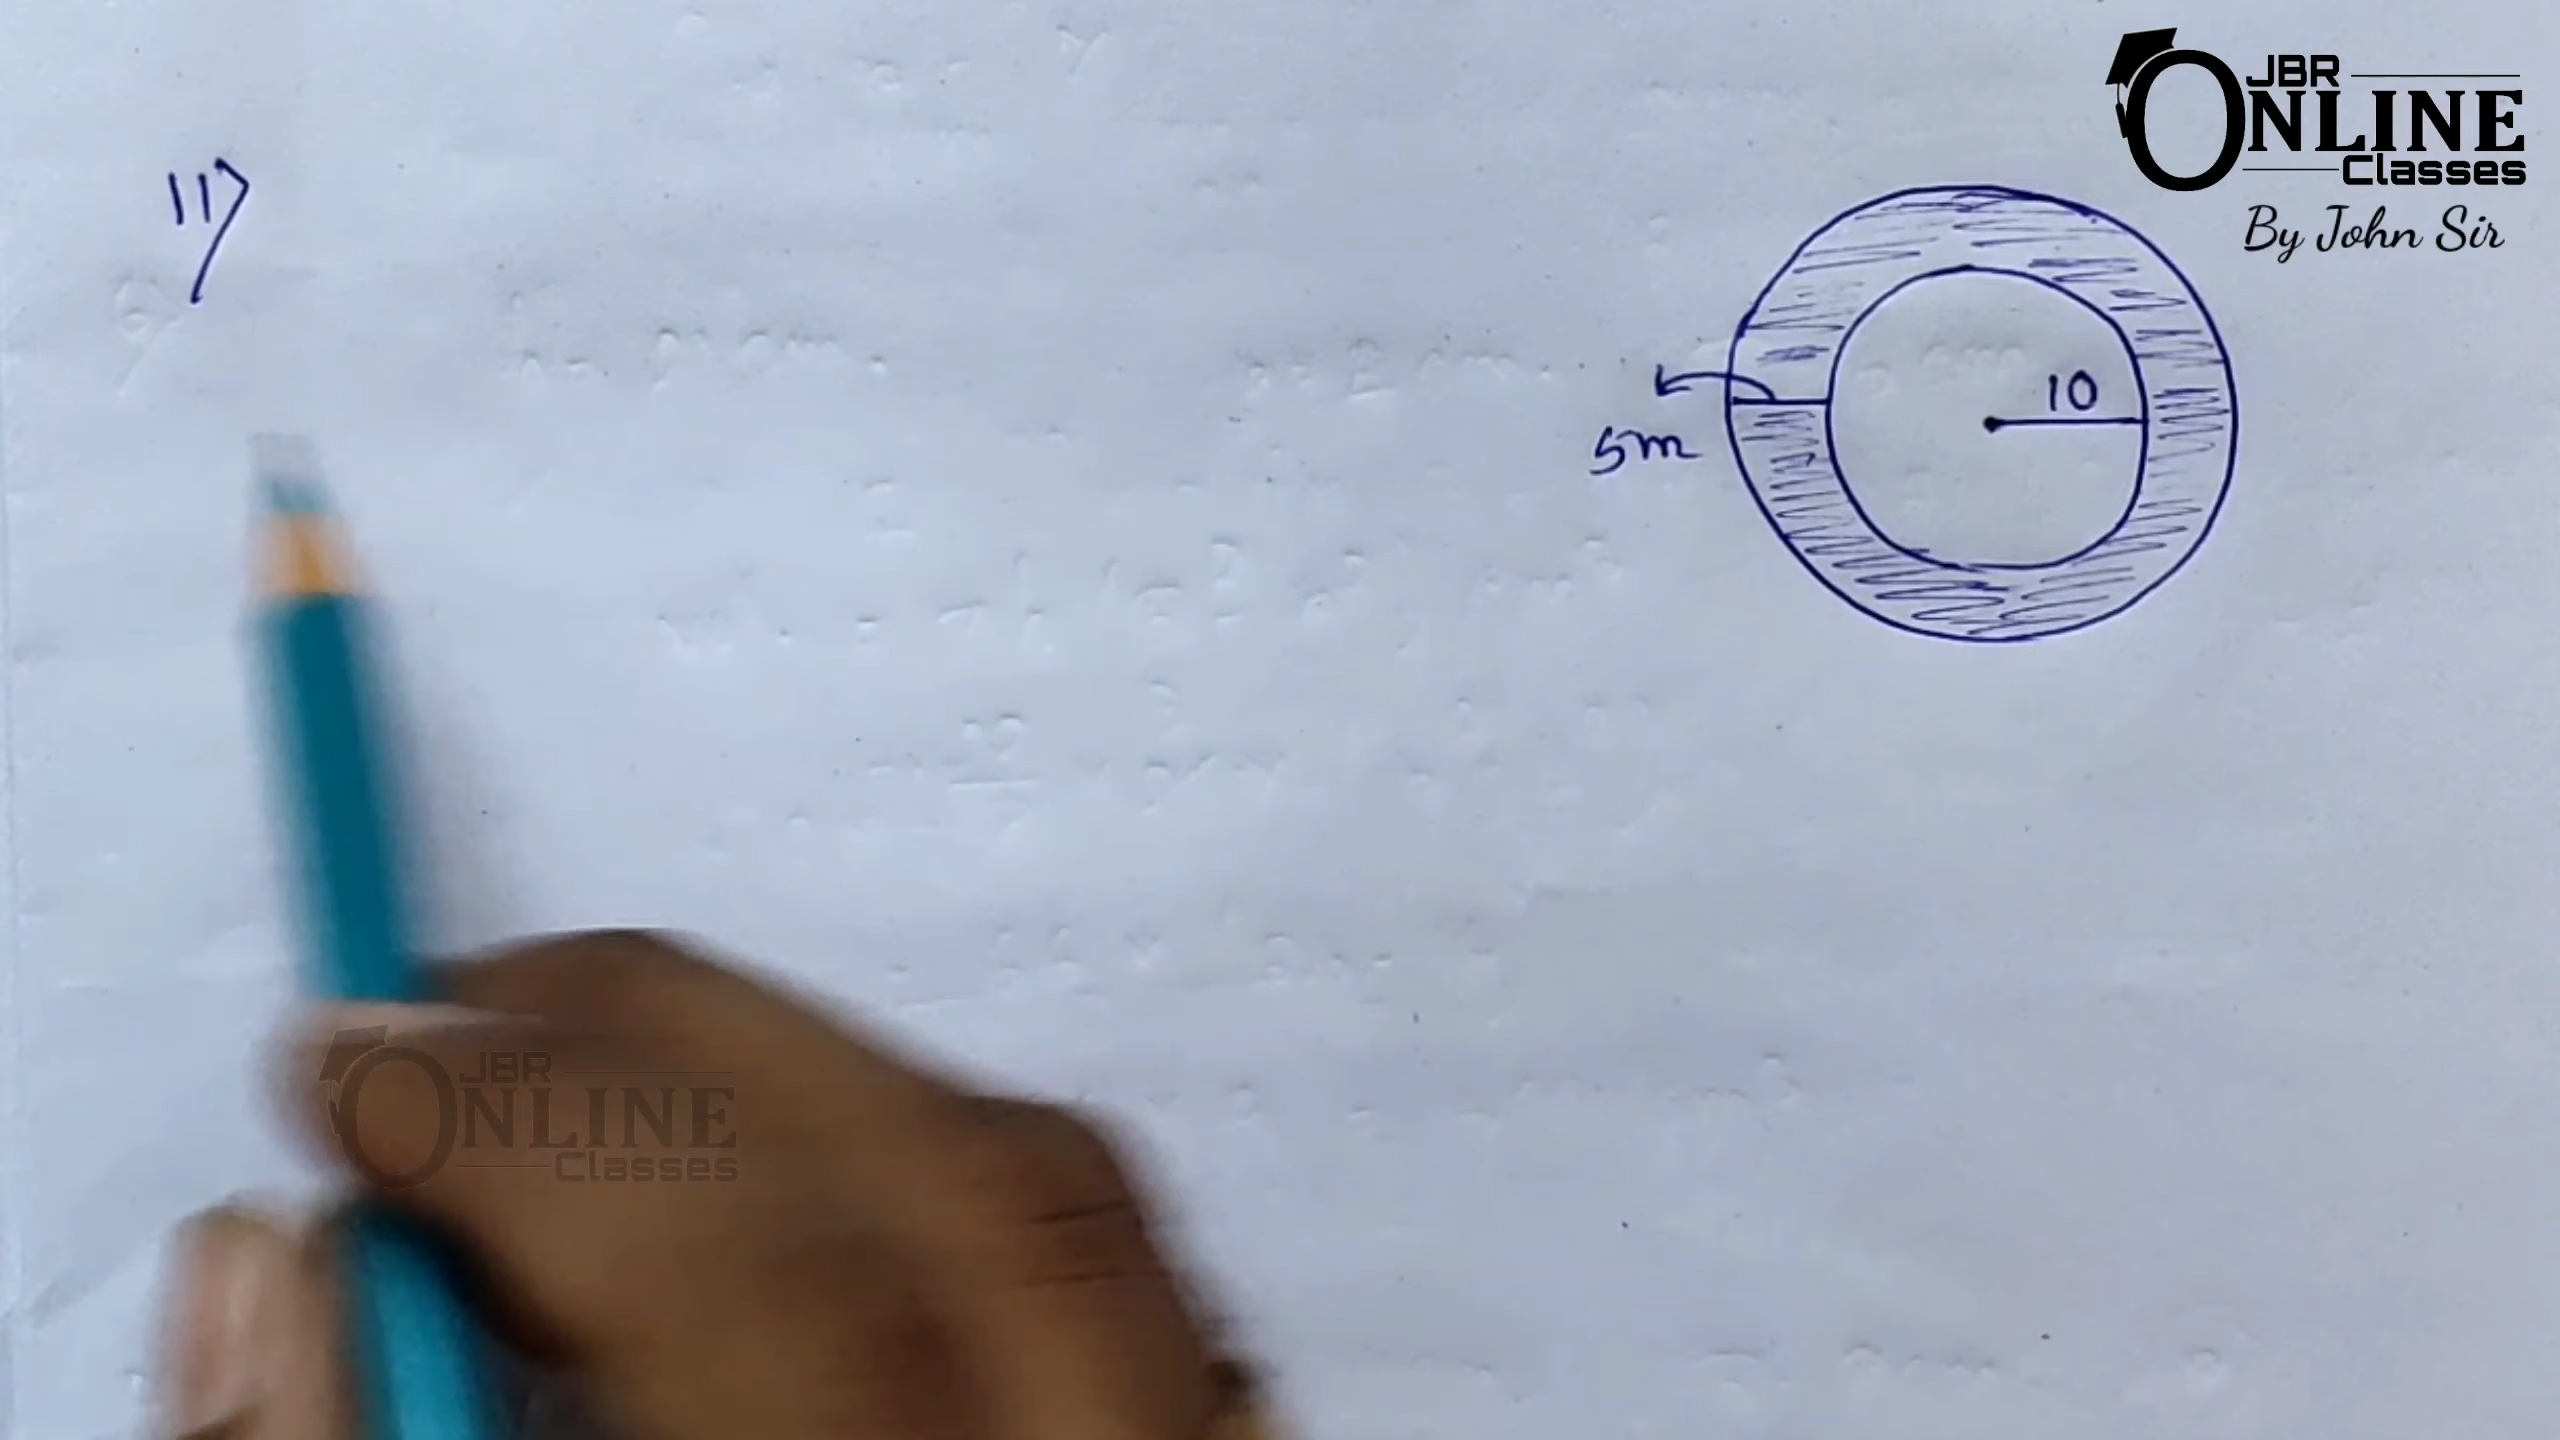 JBR
ONLINE
Classes
By John Sir
11)
10
5m
JBR
ONLINE
Classes